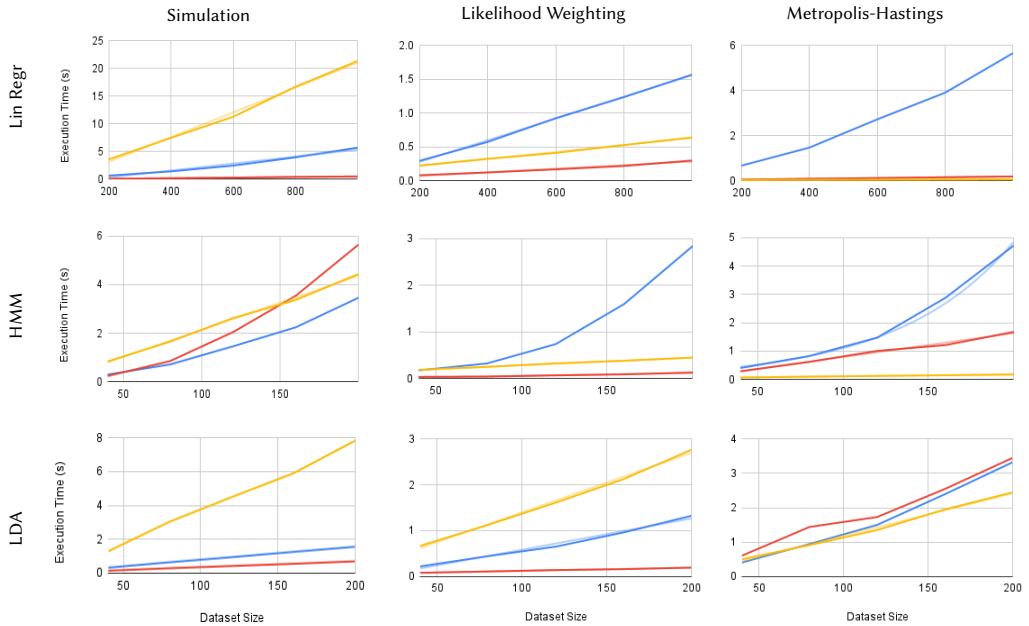 Simulation
Likelihood Weighting
Metropolis-Hastings
Lin Regr
Execution Time (s)
25
20
15
10
5
0
200 400 600 800
2.0
1.5
1.0
0.5
0.0
200 400 600 800
6
4
2
0
200 400 600 800
HMM
Execution Time (s)
6
4
2
0
50 100 150
3
2
1
0
50 100 150
5
4
3
2
1
0
50 100 150
LDA
Execution Time (s)
8
6
4
2
0
50 100 150 200
3
2
1
0
50 100 150 200
4
3
2
1
0
50 100 150 200
Dataset Size
Dataset Size
Dataset Size